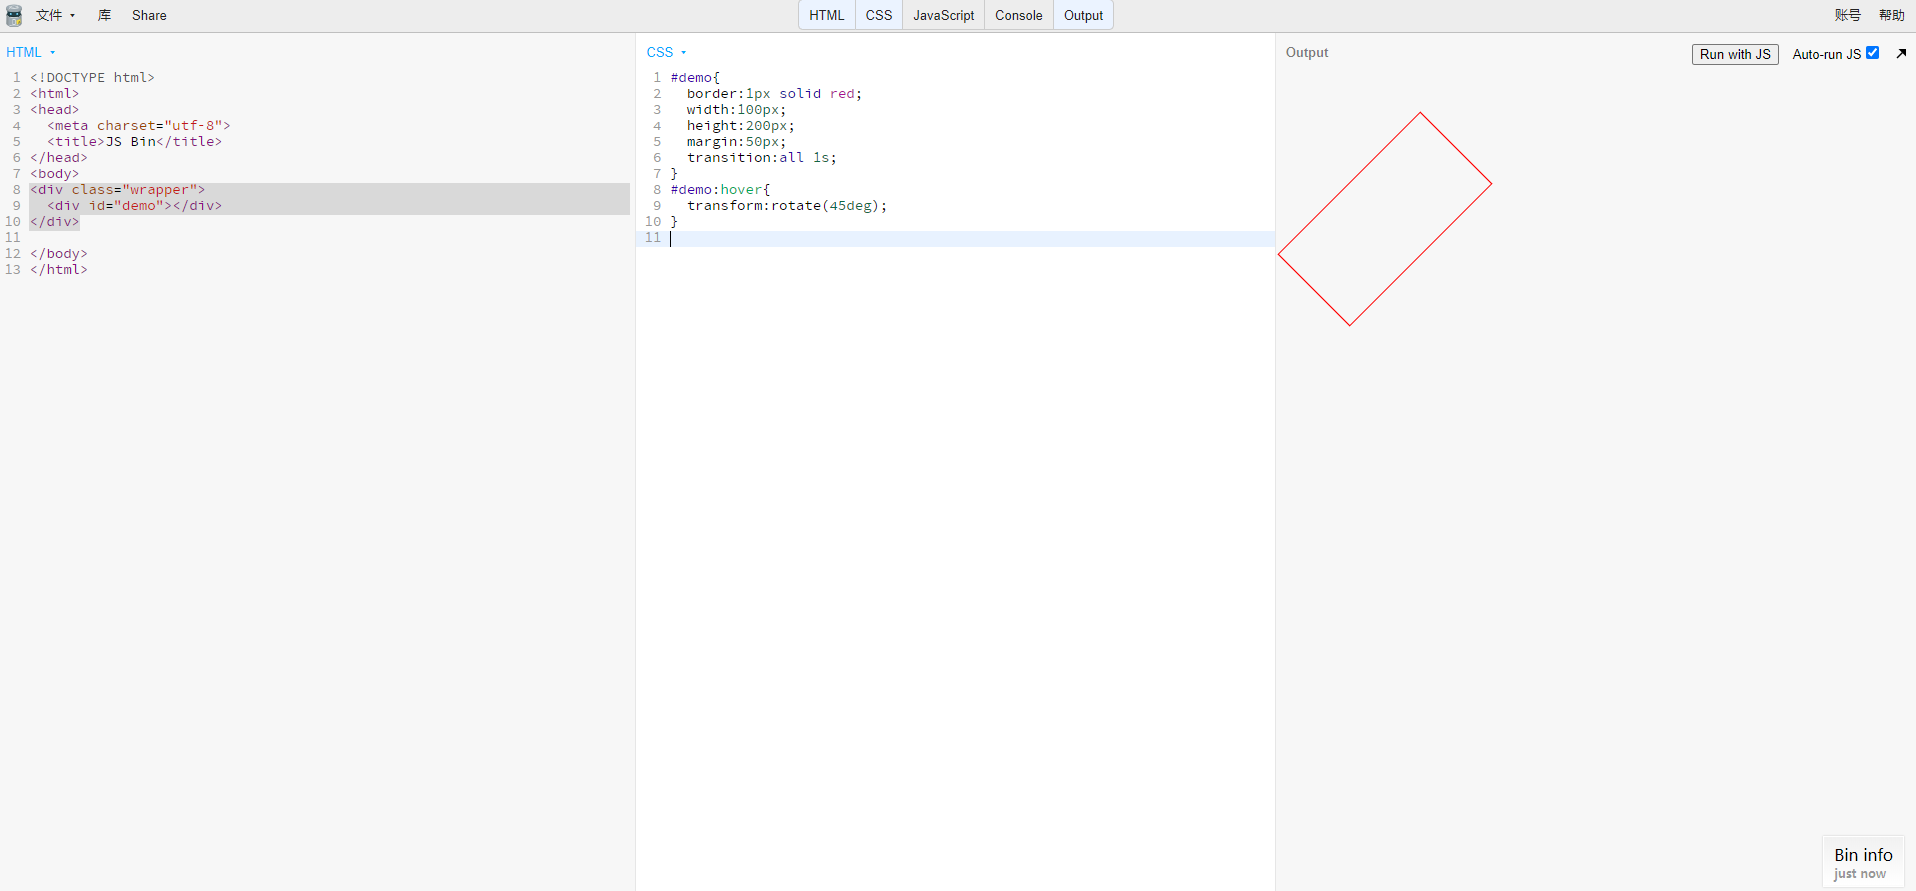 文件 库 Share HTML CSS JavaScript Console Output 账号 帮助
HTML
1 <!DOCTYPE html>
2 <html>
3 <head>
4 <meta charset="utf-8">
5 <title>JS Bin</title>
6 </head>
7 <body>
8 <div class="wrapper">
9 <div id="demo"></div>
10 </div>
11
12 </body>
13 </html>
CSS
1 #demo{
2 border:1px solid red;
3 width:100px;
4 height:200px;
5 margin:50px;
6 transition:all 1s;
7 }
8 #demo:hover{
9 transform:rotate(45deg);
10 }
11
Output Run with JS Auto-run JS
Bin info
just now